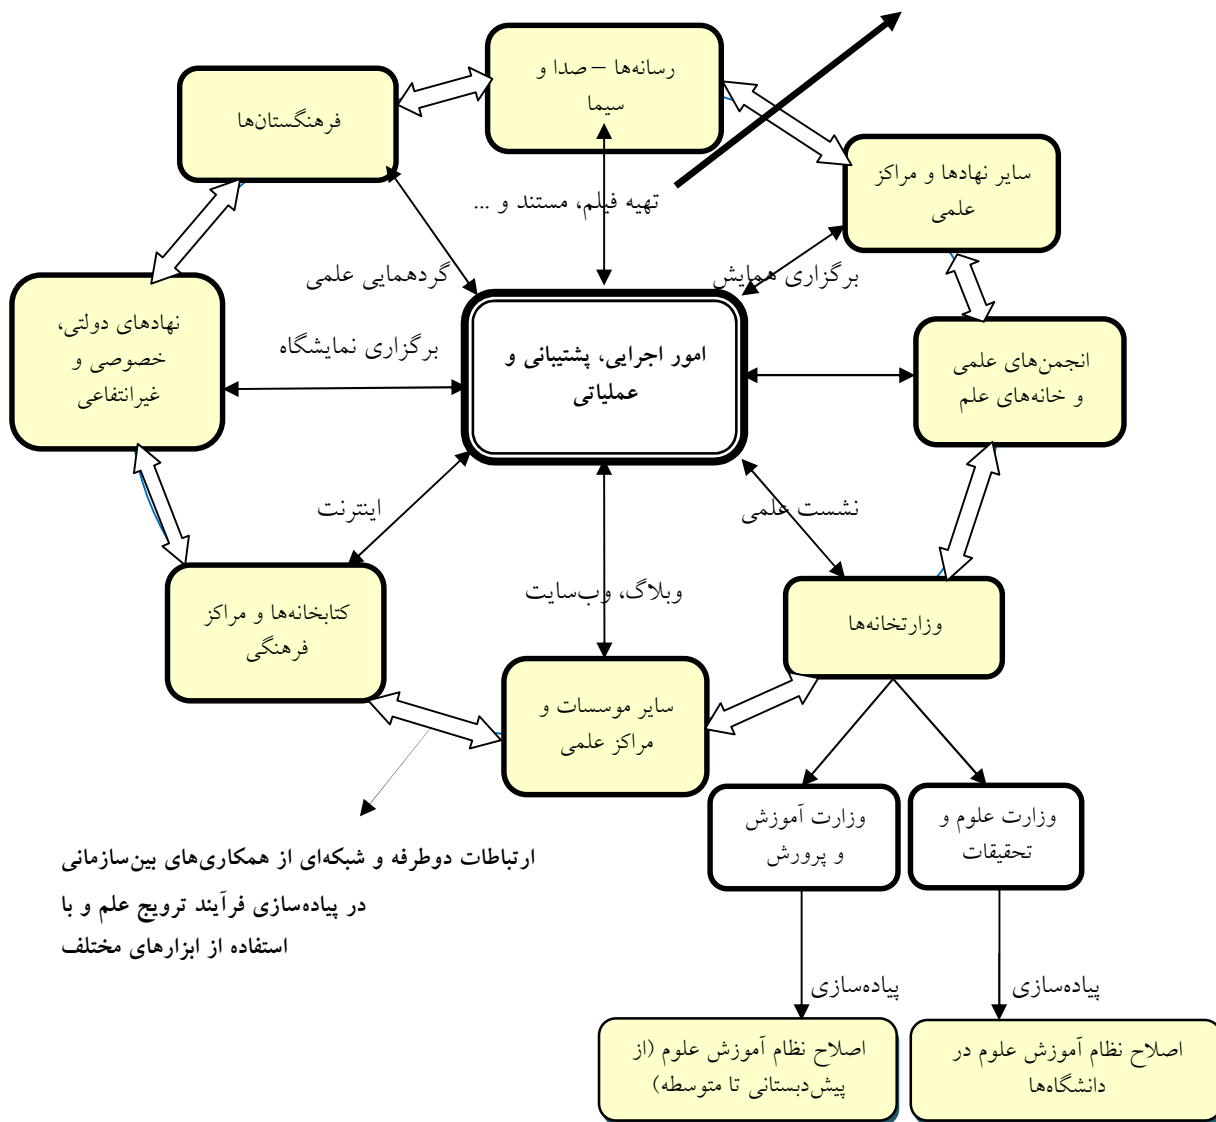 رسانه‌ها – صدا و
سیما
فرهنگستان‌ها
سایر نهادها و مراکز
علمی
تهیه فیلم، مستند و ...
گردهمایی علمی
برگزاری همایش
نهادهای دولتی،
خصوصی و
غیرانتفاعی
برگزاری نمایشگاه
امور اجرایی، پشتیبانی و
عملیاتی
انجمن‌های علمی
و خانه‌های علم
اینترنت
نشست علمی
وبلاگ، وب‌سایت
کتابخانه‌ها و مراکز
فرهنگی
وزارتخانه‌ها
سایر موسسات و
مراکز علمی
وزارت علوم و
تحقیقات
وزارت آموزش
و پرورش
ارتباطات دوطرفه و شبکه‌ای از همکاری‌های بین‌سازمانی
در پیاده‌سازی فرآیند ترویج علم و با
استفاده از ابزارهای مختلف
پیاده‌سازی
پیاده‌سازی
اصلاح نظام آموزش علوم در
دانشگاه‌ها
اصلاح نظام آموزش علوم (از
پیش‌دبستانی تا متوسطه)